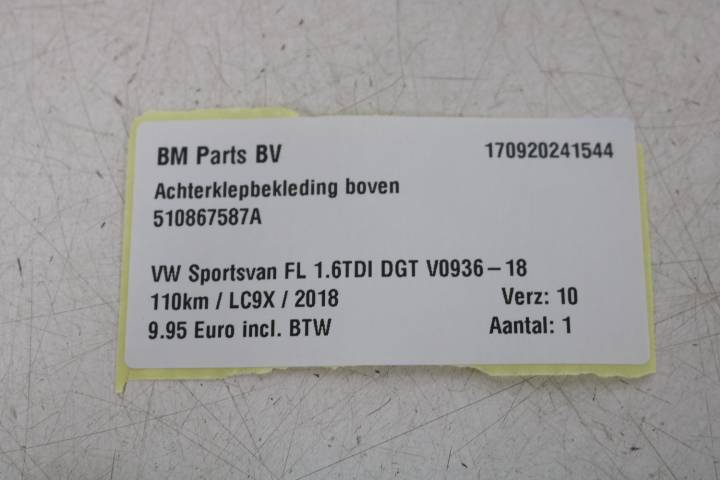 BM Parts BV 170920241544
Achterklepbekleding boven
510867587A
VW Sportsvan FL 1.6TDI DGT V0936-18
110km / LC9X / 2018 Verz: 10
9.95 Euro incl. BTW Aantal: 1